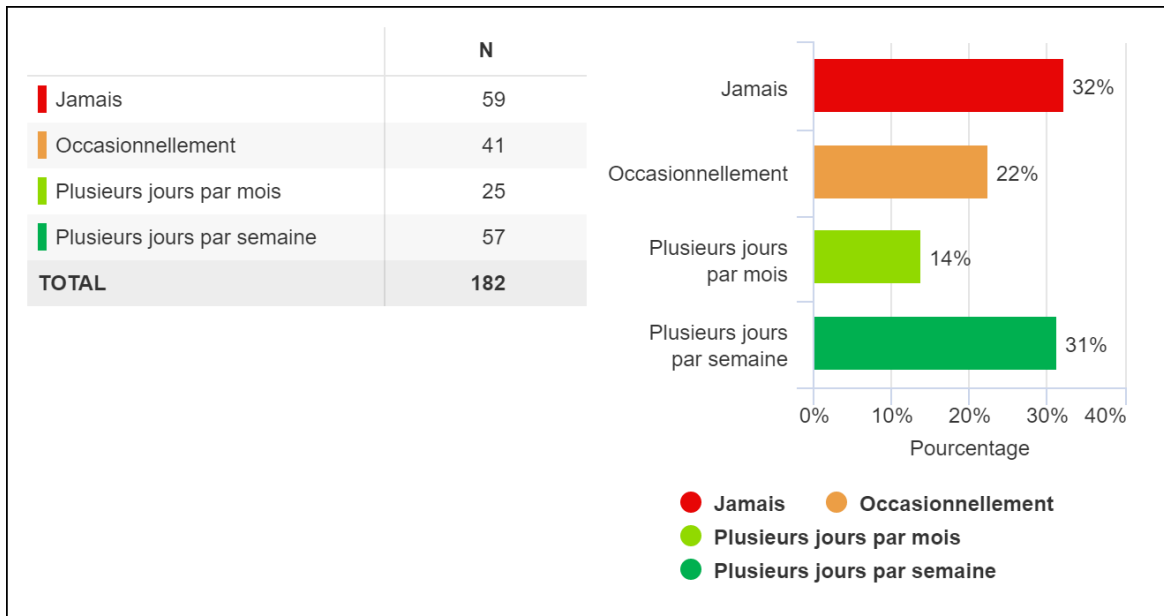 N
Jamais 59
Occasionnellement 41
Plusieurs jours par mois 25
Plusieurs jours par semaine 57
TOTAL 182
Jamais 32%
Occasionnellement 22%
Plusieurs jours
par mois 14%
Plusieurs jours
par semaine 31%
0% 10% 20% 30% 40%
Pourcentage
Jamais Occasionnellement
Plusieurs jours par mois
Plusieurs jours par semaine